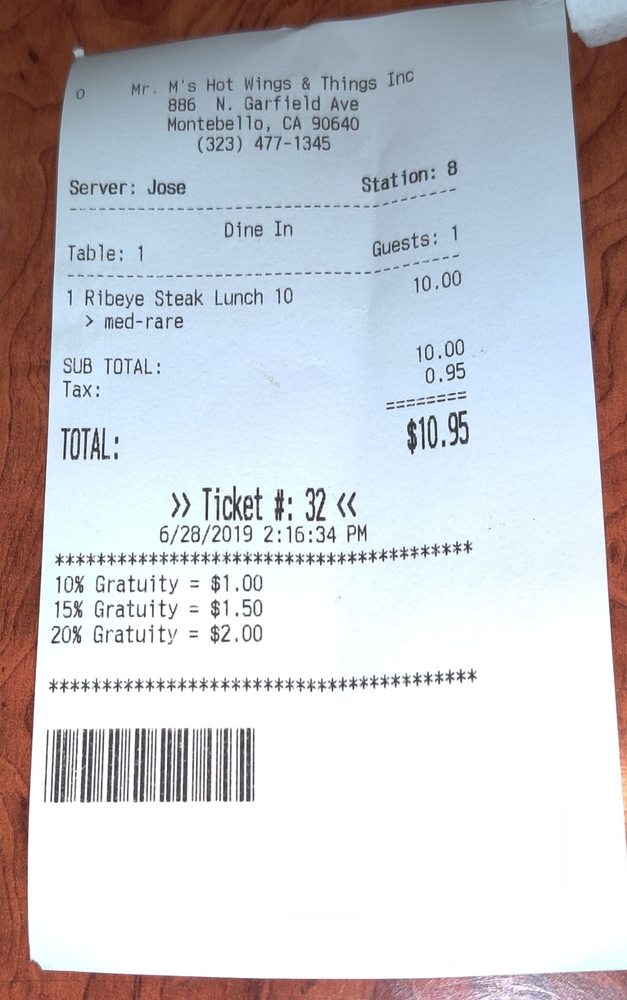 Mr. M's Hot Wings & Things Inc
886 N. Garfield Ave
Montebello, CA 90640
(323) 477-1345
Server: Jose Station: 8
Dine In
Table: 1 Guests: 1
1 Ribeye Steak Lunch 10 10.00
> med-rare
SUB TOTAL: 10.00
Tax: 0.95
========
TOTAL: $10.95
>> Ticket #: 32 <<
6/28/2019 2:16:34 PM
****************************************
10% Gratuity = $1.00
15% Gratuity = $1.50
20% Gratuity = $2.00
****************************************